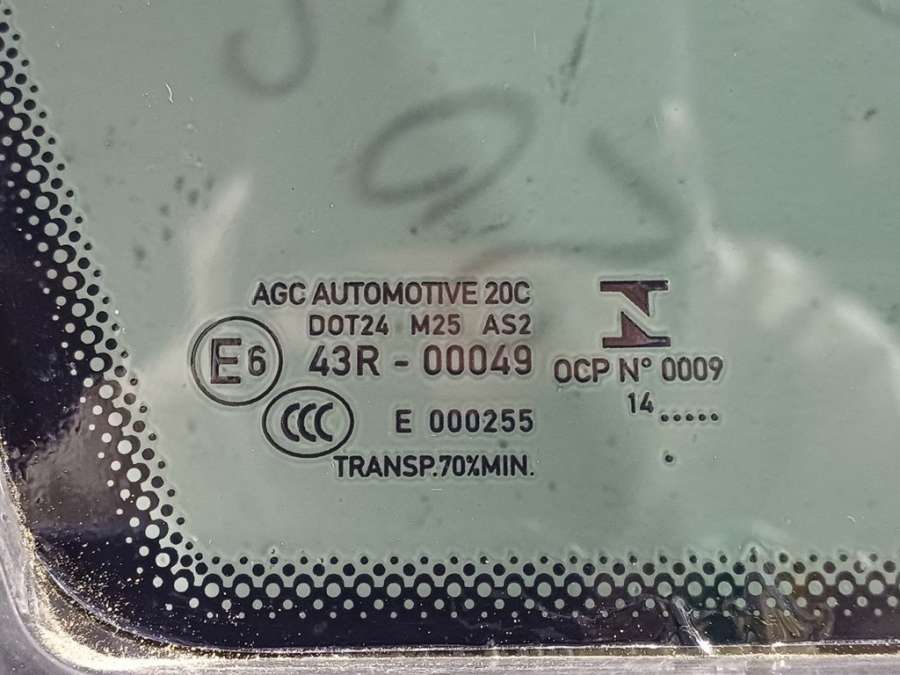 AGC AUTOMOTIVE 20C
DOT24 M25 AS2
E6 43R - 00049
CCC E 000255
TRANSP.70%MIN.
N
OCP N° 0009
14 .....
.